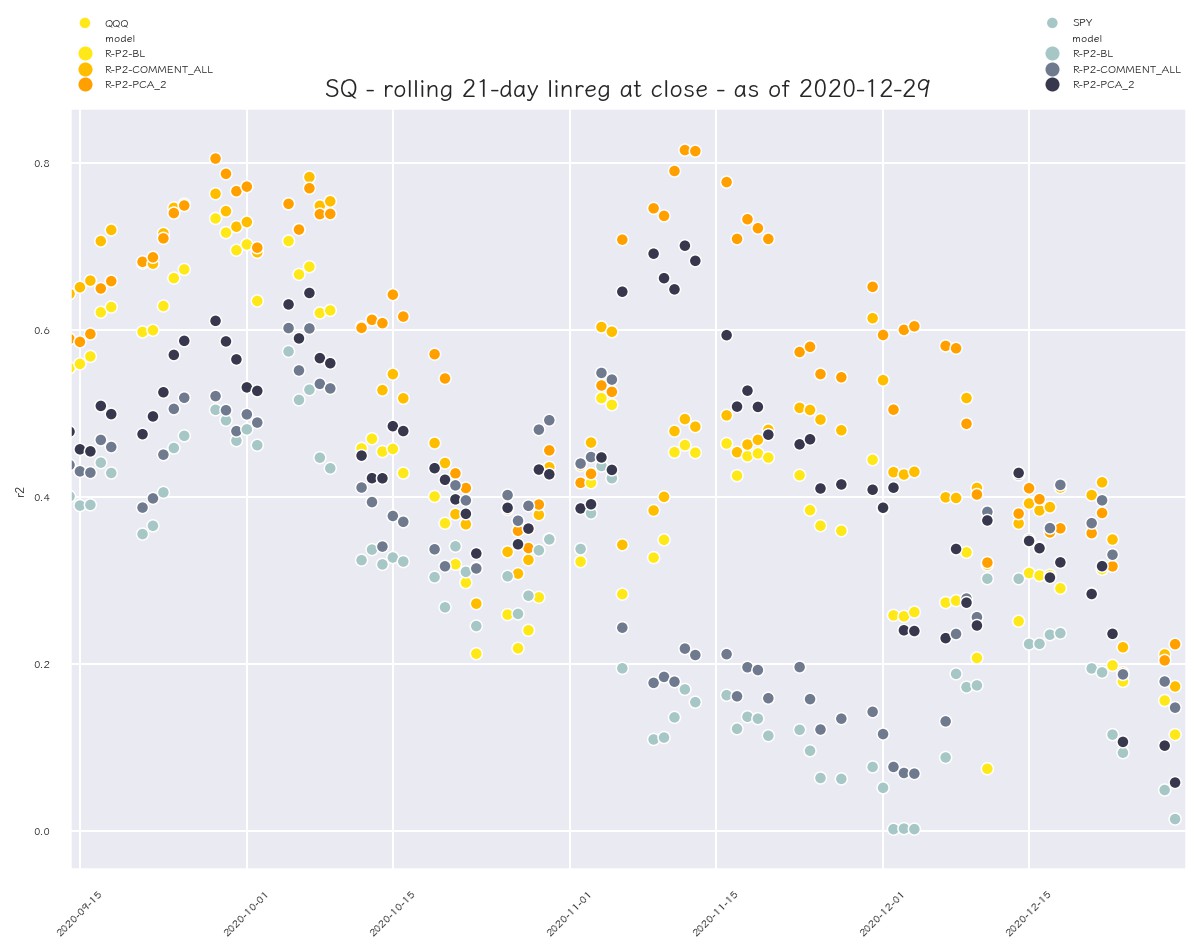 QQQ
model
R-P2-BL
R-P2-COMMENT_ALL
R-P2-PCA_2
SPY
model
R-P2-BL
R-P2-COMMENT_ALL
R-P2-PCA_2
SQ - rolling 21-day linreg at close - as of 2020-12-29
0.8
0.6
0.4
0.2
0.0
r2
2020-09-15
2020-10-01
2020-10-15
2020-11-01
2020-11-15
2020-12-01
2020-12-15